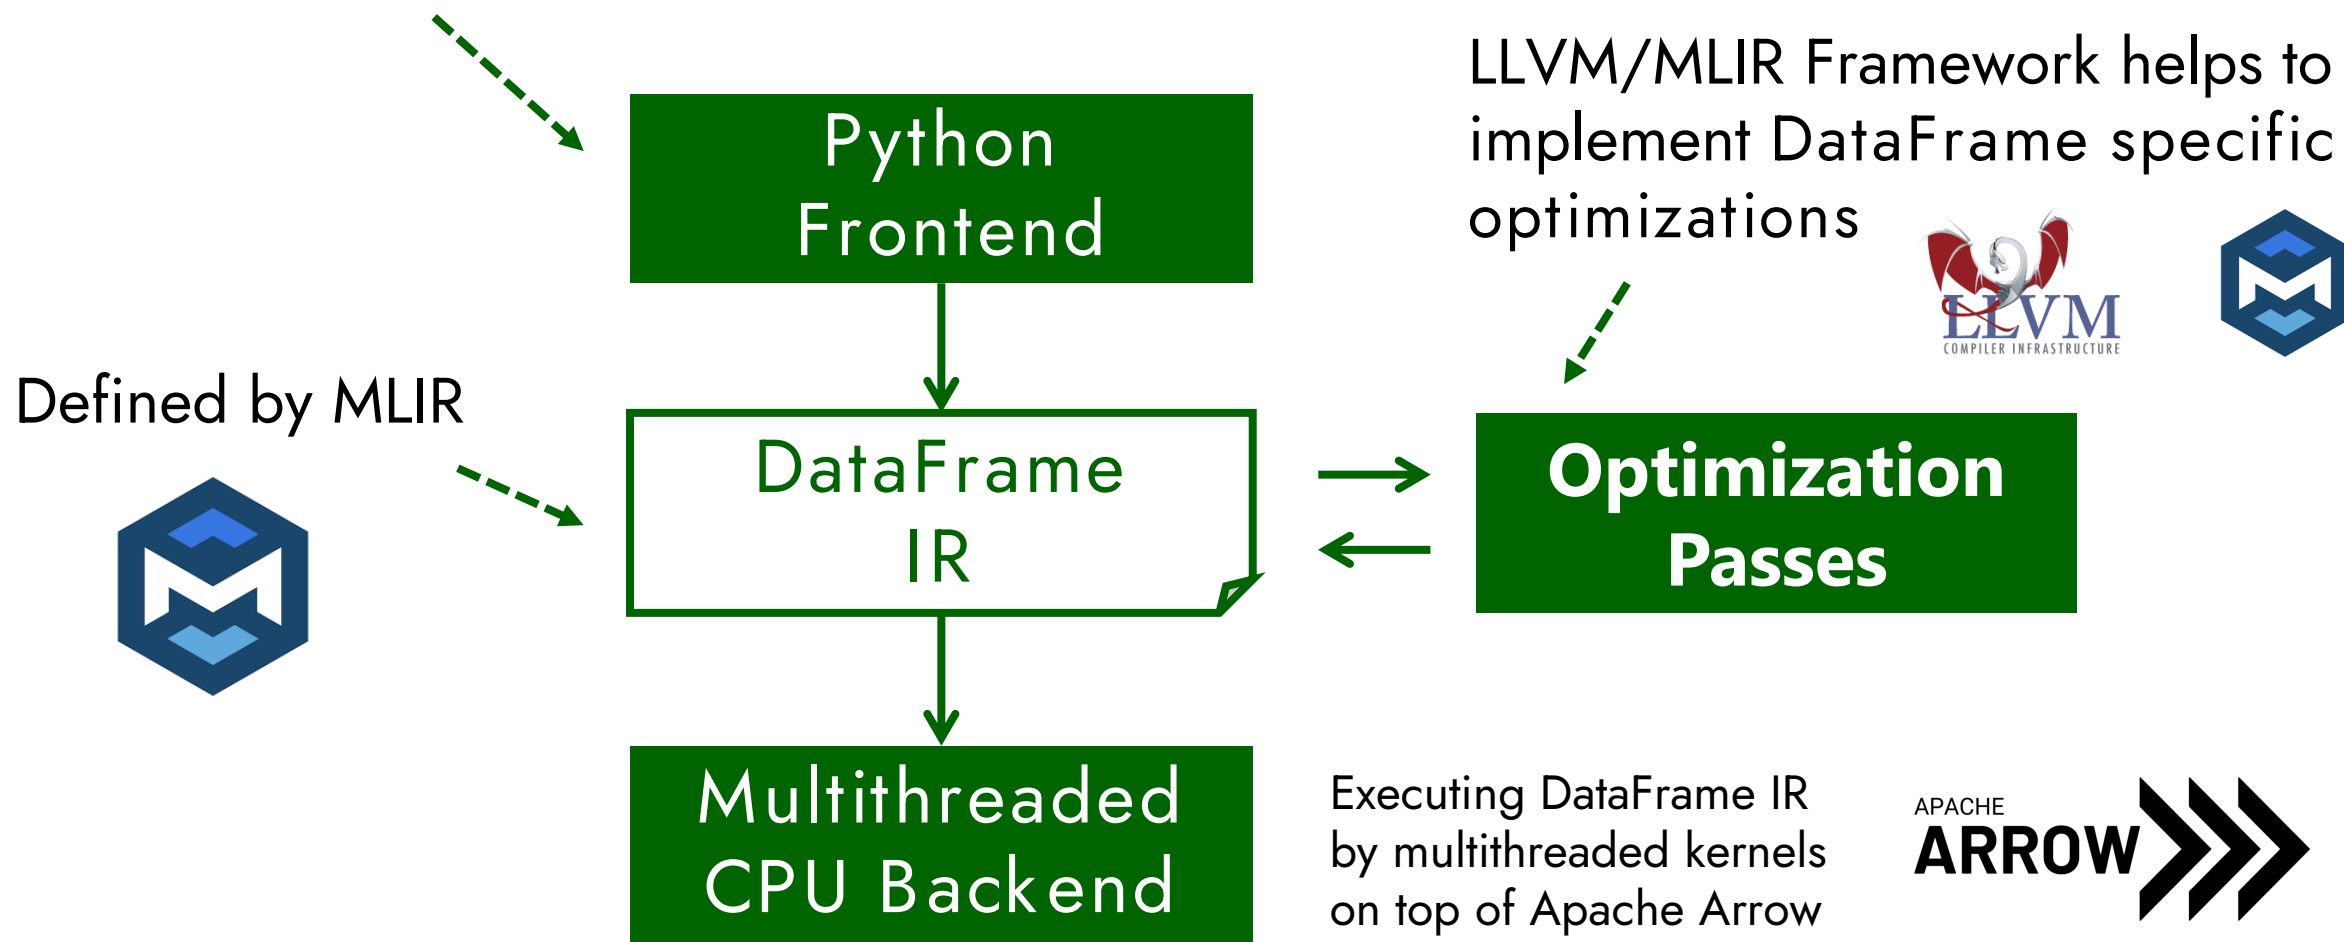 LLVM/MLIR Framework helps to
implement DataFrame specific
optimizations
LLVM
COMPILER INFRASTRUCTURE
Python
Frontend
Defined by MLIR
DataFrame
IR
Optimization
Passes
Multithreaded
CPU Backend
Executing DataFrame IR
by multithreaded kernels
on top of Apache Arrow
APACHE
ARROW